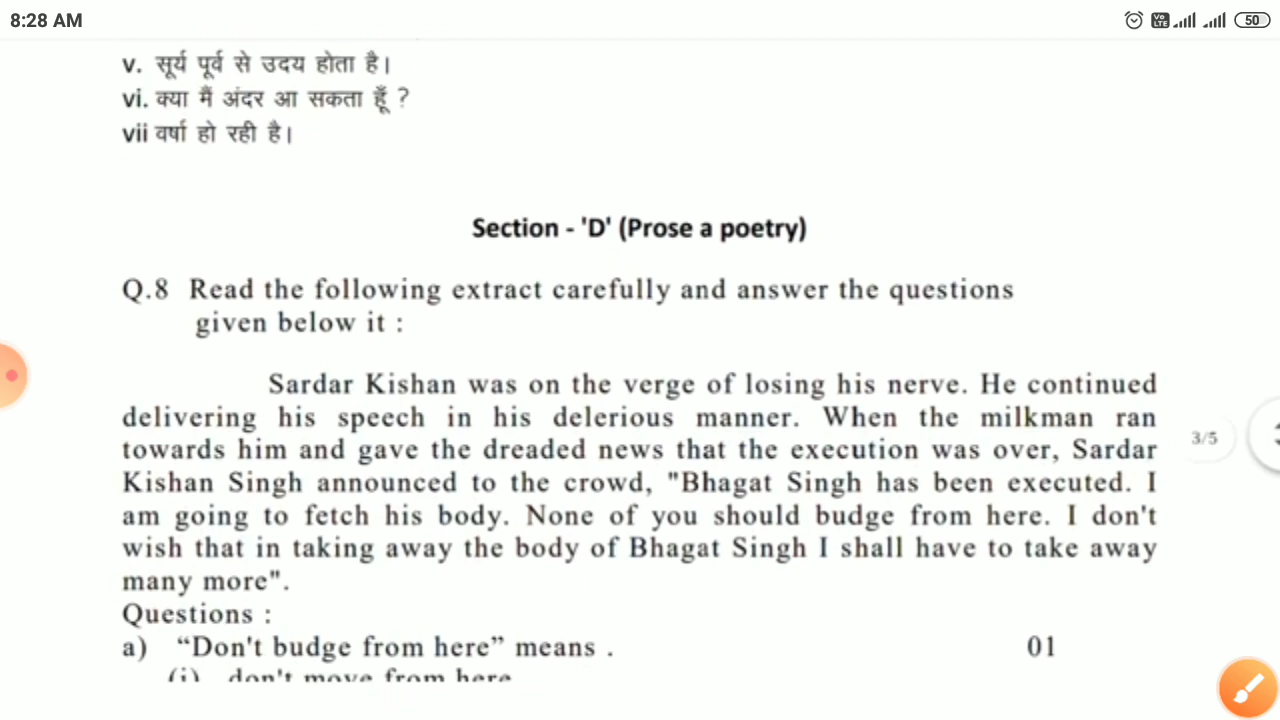 8:28 AM
Vo LTE
50
v. सूर्य पूर्व से उदय होता है।
vi. क्या मैं अंदर आ सकता हूँ ?
vii वर्षा हो रही है।
Section - 'D' (Prose a poetry)
Q.8 Read the following extract carefully and answer the questions
given below it :
Sardar Kishan was on the verge of losing his nerve. He continued
delivering his speech in his delerious manner. When the milkman ran
towards him and gave the dreaded news that the execution was over, Sardar
Kishan Singh announced to the crowd, "Bhagat Singh has been executed. I
am going to fetch his body. None of you should budge from here. I don't
wish that in taking away the body of Bhagat Singh I shall have to take away
many more".
3/5
Questions :
a) “Don't budge from here” means . 01
(i) don't move from here